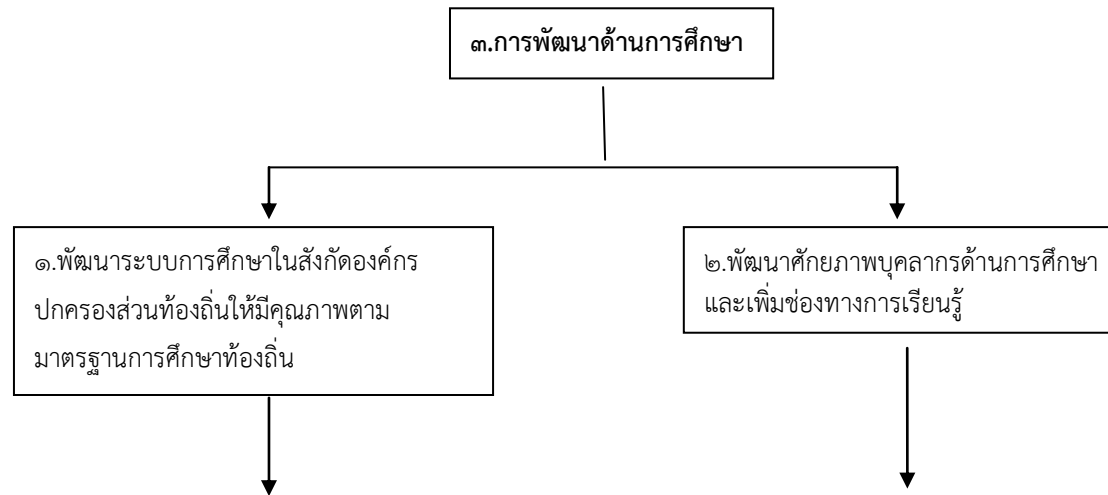 ๓.การพัฒนาด้านการศึกษา
๑.พัฒนาระบบการศึกษาในสังกัดองค์กร
ปกครองส่วนท้องถิ่นให้มีคุณภาพตาม
มาตรฐานการศึกษาท้องถิ่น
๒.พัฒนาศักยภาพบุคลากรด้านการศึกษา
และเพิ่มช่องทางการเรียนรู้